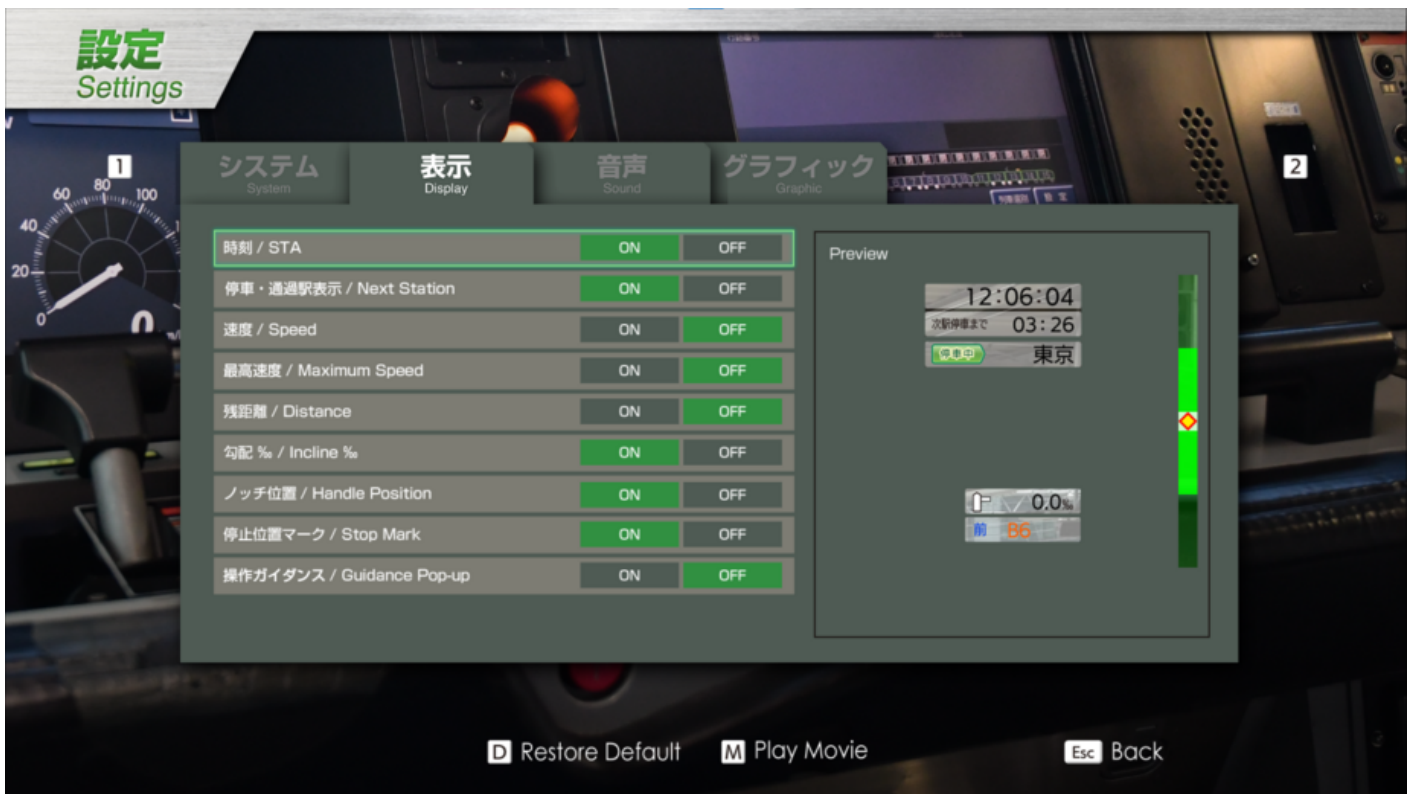 設定
Settings
1
システム
System
表示
Display
音声
Sound
グラフィック
Graphic
2
20
40
60
80
100
0
0
時刻 / STA ON OFF
停車・通過駅表示 / Next Station ON OFF
速度 / Speed ON OFF
最高速度 / Maximum Speed ON OFF
残距離 / Distance ON OFF
勾配 ‰ / Incline ‰ ON OFF
ノッチ位置 / Handle Position ON OFF
停止位置マーク / Stop Mark ON OFF
操作ガイダンス / Guidance Pop-up ON OFF
Preview
12:06:04
次駅停車まで 03:26
停車中 東京
0.0‰
前 B6
D Restore Default M Play Movie Esc Back